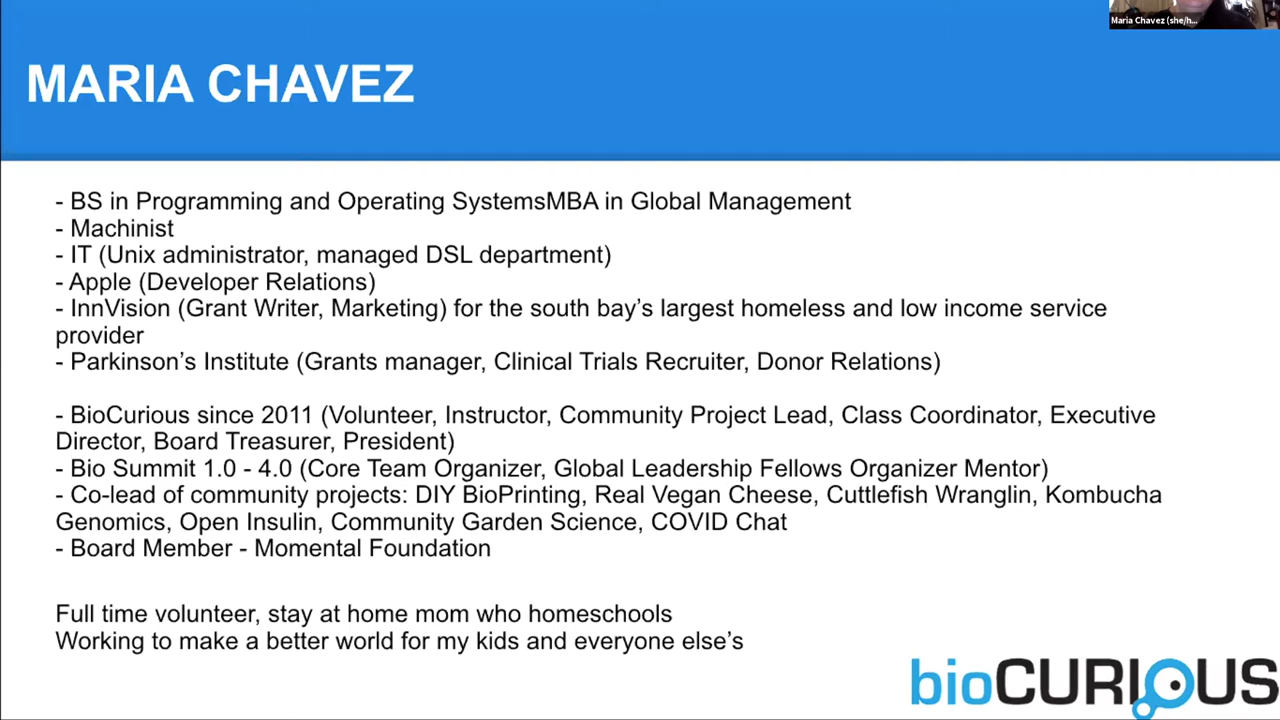 Maria Chavez (she/h...
MARIA CHAVEZ
- BS in Programming and Operating SystemsMBA in Global Management
- Machinist
- IT (Unix administrator, managed DSL department)
- Apple (Developer Relations)
- InnVision (Grant Writer, Marketing) for the south bay’s largest homeless and low income service
provider
- Parkinson’s Institute (Grants manager, Clinical Trials Recruiter, Donor Relations)
- BioCurious since 2011 (Volunteer, Instructor, Community Project Lead, Class Coordinator, Executive
Director, Board Treasurer, President)
- Bio Summit 1.0 - 4.0 (Core Team Organizer, Global Leadership Fellows Organizer Mentor)
- Co-lead of community projects: DIY BioPrinting, Real Vegan Cheese, Cuttlefish Wranglin, Kombucha
Genomics, Open Insulin, Community Garden Science, COVID Chat
- Board Member - Momental Foundation
Full time volunteer, stay at home mom who homeschools
Working to make a better world for my kids and everyone else’s
bioCURIOUS